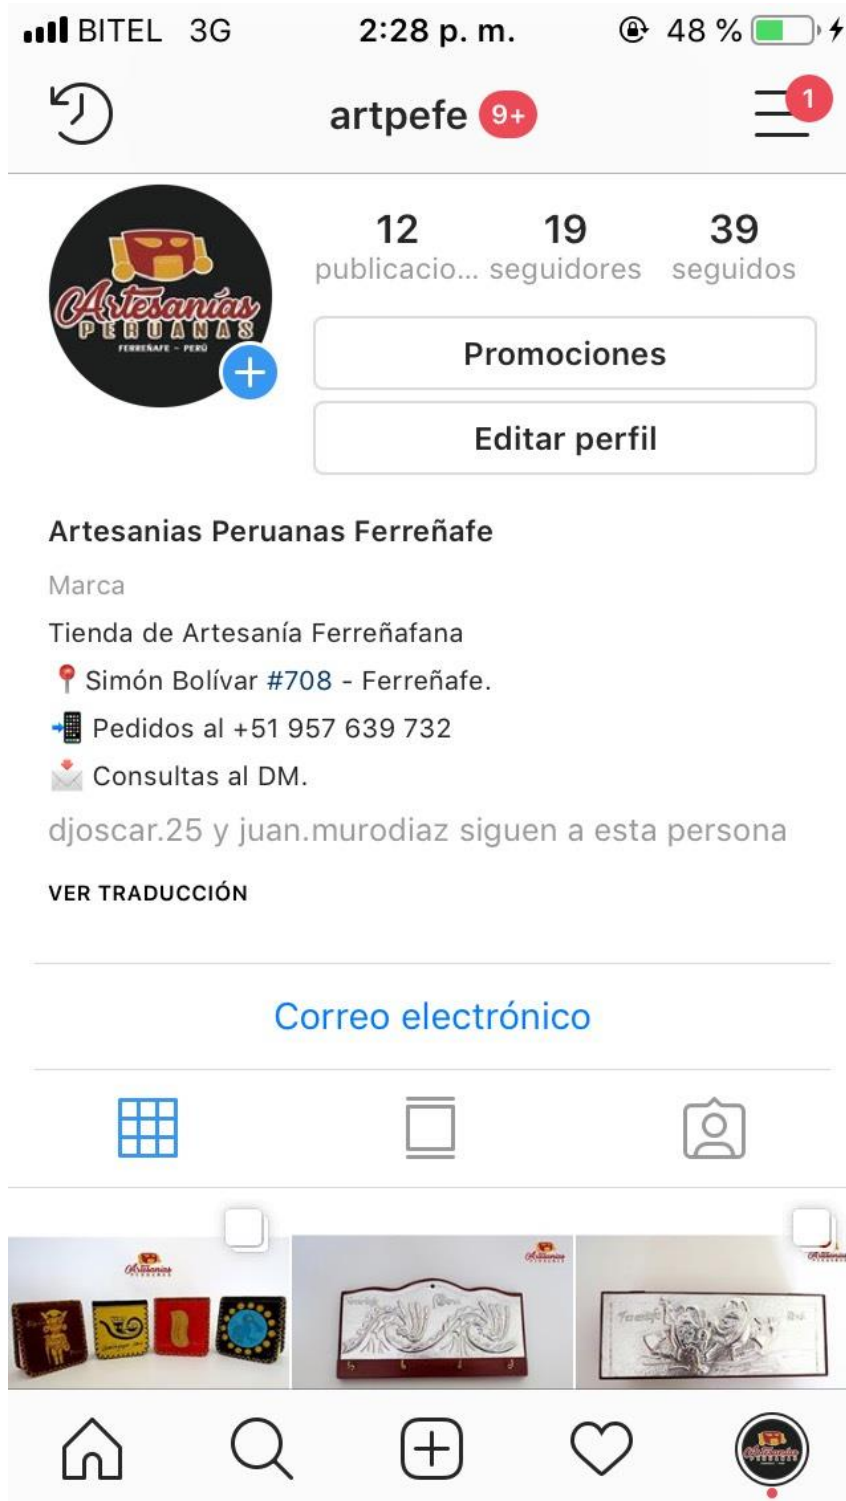 BITEL 3G 2:28 p. m. 48 %
artpefe 9+ 1
12 19 39
publicacio... seguidores seguidos
Artesanías
PERUANAS
FERREÑAFE - PERÚ
Promociones
Editar perfil
Artesanias Peruanas Ferreñafe
Marca
Tienda de Artesanía Ferreñafana
📍Simón Bolívar #708 - Ferreñafe.
📲 Pedidos al +51 957 639 732
📩 Consultas al DM.
djoscar.25 y juan.murodiaz siguen a esta persona
VER TRADUCCIÓN
Correo electrónico
Artesanías
PERUANAS